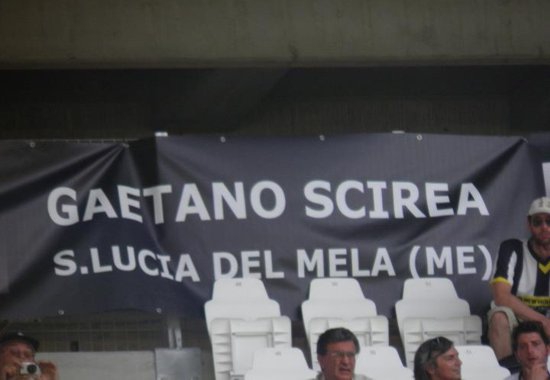 GAETANO SCIREA
S.LUCIA DEL MELA (ME)